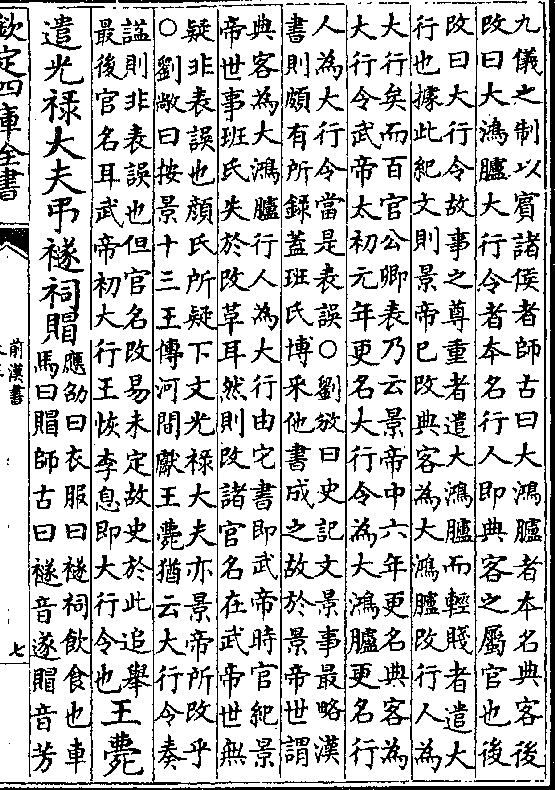 九儀之制以賓諸侯者師古曰大鴻臚者本名典客後
改曰大鴻臚大行令者本名行人即典客之屬官也後
改曰大行令故事之尊重者遣大鴻臚而輕賤者遣大
行也據此紀文則景帝已改典客為大鴻臚改行人為
大行矣而百官公卿表乃云景帝中六年更名典客為
大行令武帝太初元年更名大行令為大鴻臚更名行
人為大行令當是表誤○劉攽曰史記文景事最略漢
書則頗有所錄蓋班氏博采他書成之故於景帝世謂
典客為大鴻臚行人為大行由它書即武帝時官紀景
帝世事班氏失於改草耳然則改諸官名在武帝世無
疑非表誤也顔氏所疑下文光禄大夫亦景帝所改乎
○劉敞曰按景十三王傳河間獻王薨猶云大行令奏
諡則非表誤也但官名改易未定故史於此追舉
最後官名耳武帝初大行王恢李息即大行令也
王薨
遣光禄大夫弔襚祠賵
應劭曰衣服曰襚祠飲食也車
馬曰賵師古曰襚音遂賵音芳
欽定四庫全書
前漢書
七